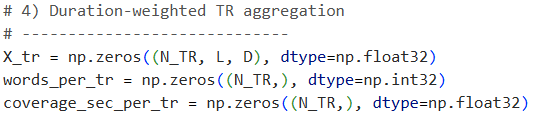 # 4) Duration-weighted TR aggregation
# ----------------------------
X_tr = np.zeros((N_TR, L, D), dtype=np.float32)
words_per_tr = np.zeros((N_TR,), dtype=np.int32)
coverage_sec_per_tr = np.zeros((N_TR,), dtype=np.float32)